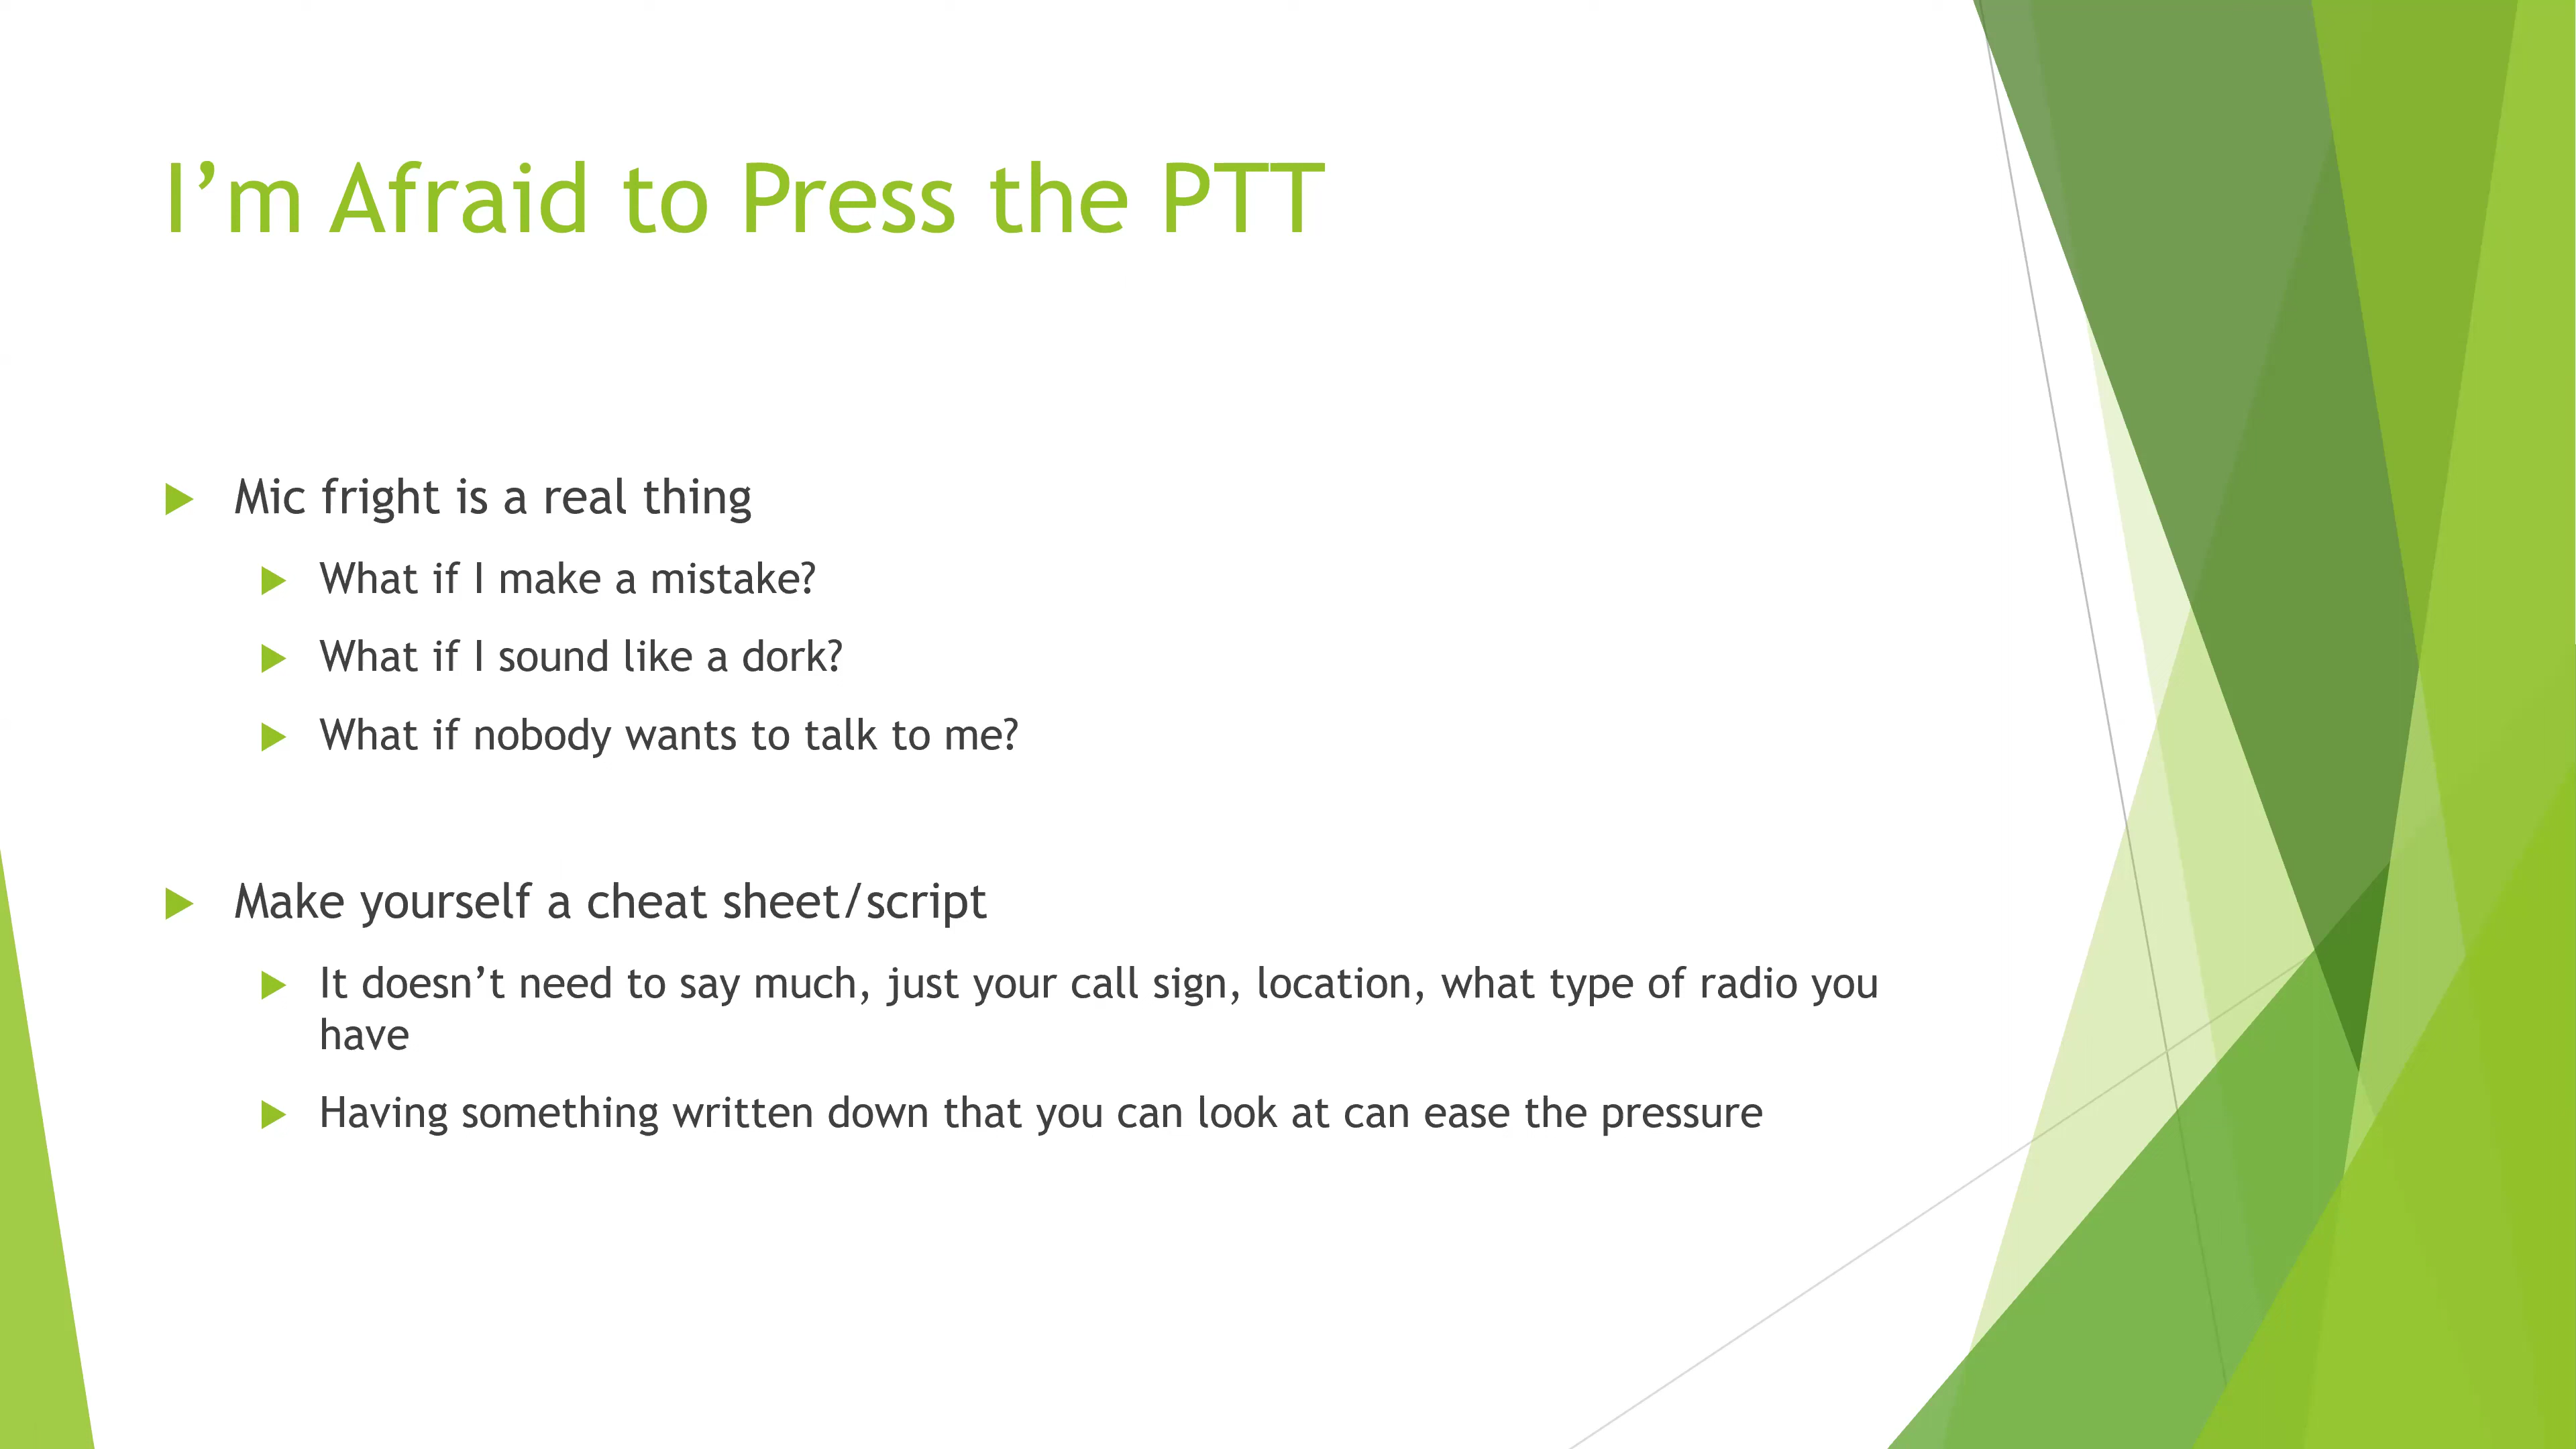 I’m Afraid to Press the PTT
Mic fright is a real thing
What if I make a mistake?
What if I sound like a dork?
What if nobody wants to talk to me?
Make yourself a cheat sheet/script
It doesn’t need to say much, just your call sign, location, what type of radio you
have
Having something written down that you can look at can ease the pressure